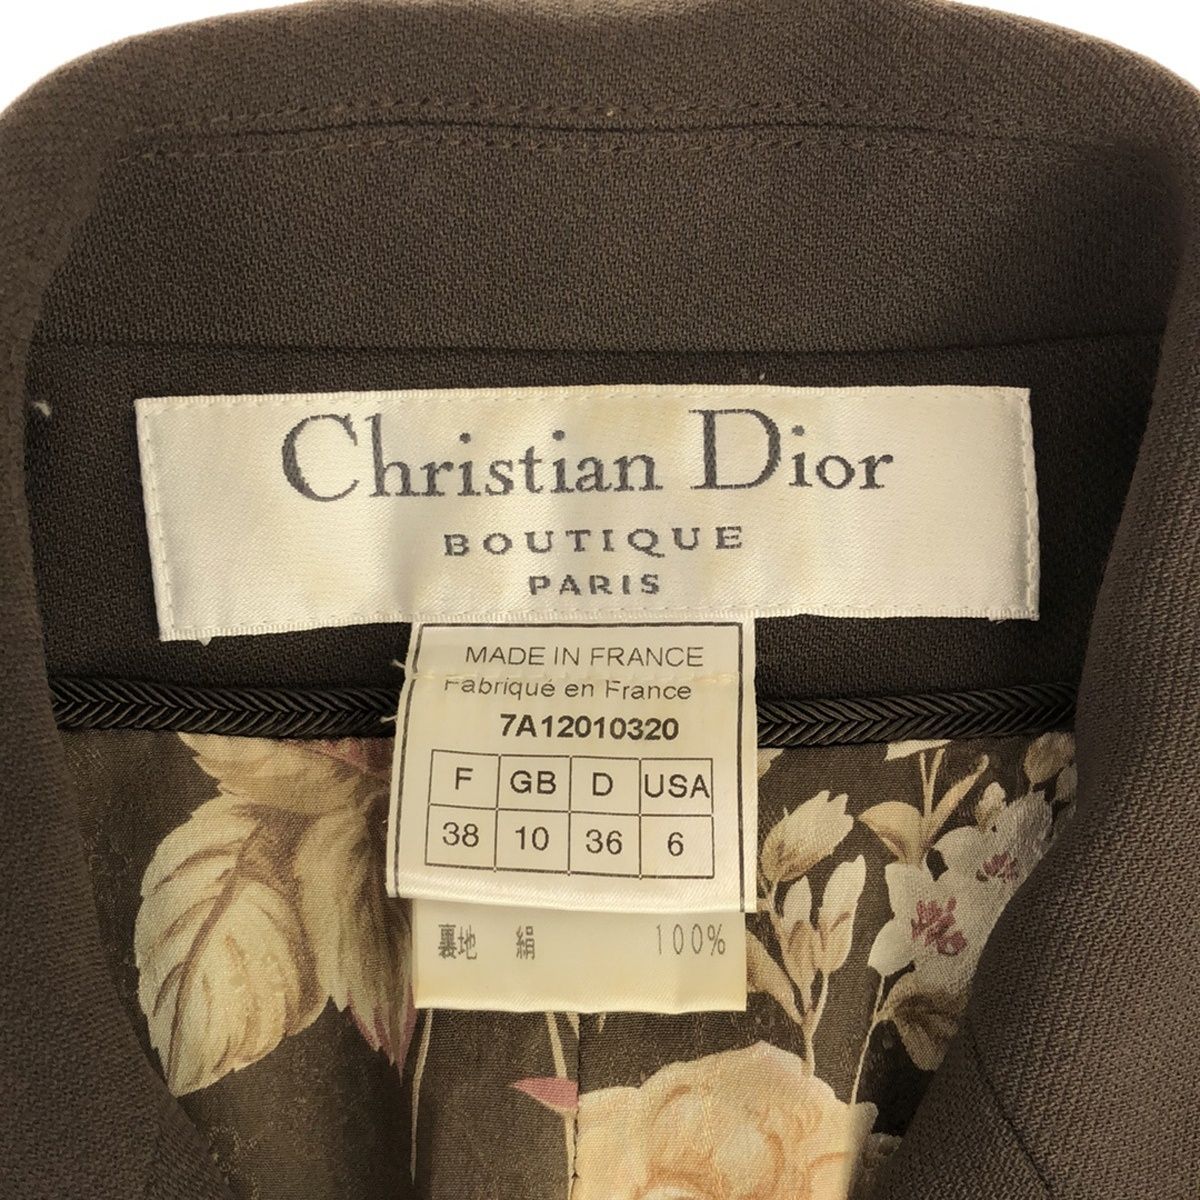 Christian Dior
BOUTIQUE
PARIS
MADE IN FRANCE
Fabriqué en France
7A12010320
F GB D USA
38 10 36 6
裏地 絹 100%